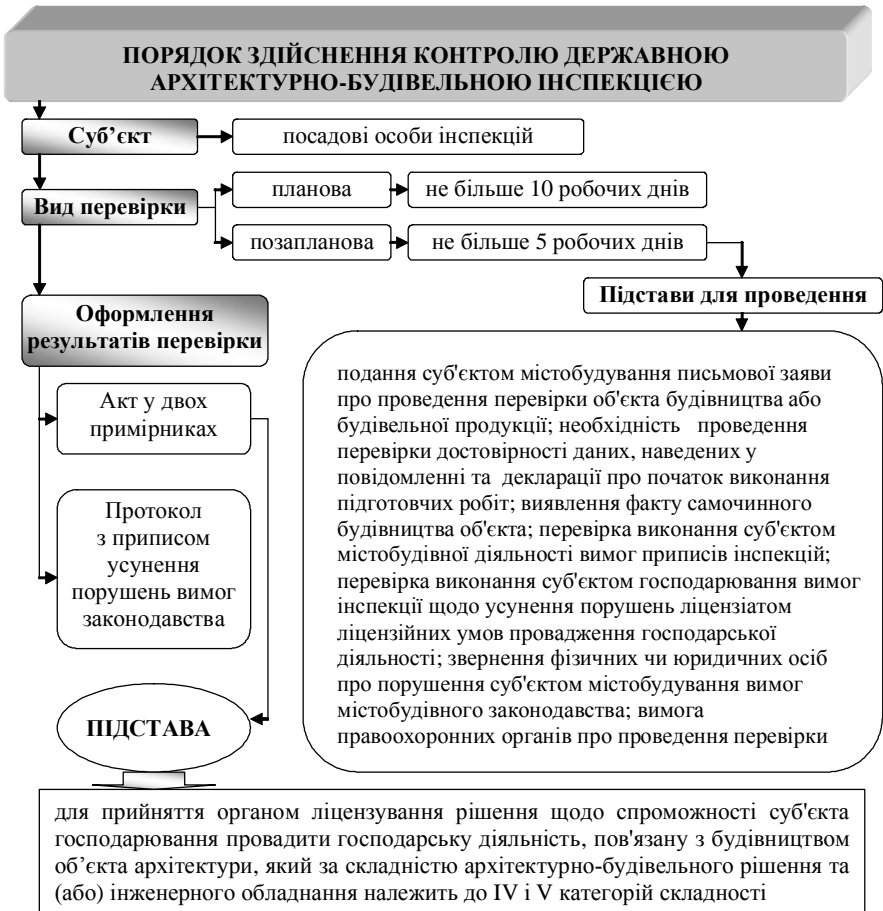 ПОРЯДОК ЗДІЙСНЕННЯ КОНТРОЛЮ ДЕРЖАВНОЮ
АРХІТЕКТУРНО-БУДІВЕЛЬНОЮ ІНСПЕКЦІЄЮ
Суб’єкт
посадові особи інспекцій
Вид перевірки
планова
не більше 10 робочих днів
позапланова
не більше 5 робочих днів
Підстави для проведення
подання суб'єктом містобудування письмової заяви
про проведення перевірки об'єкта будівництва або
будівельної продукції; необхідність проведення
перевірки достовірності даних, наведених у
повідомленні та декларації про початок виконання
підготовчих робіт; виявлення факту самочинного
будівництва об'єкта; перевірка виконання суб'єктом
містобудівної діяльності вимог приписів інспекцій;
перевірка виконання суб'єктом господарювання вимог
інспекції щодо усунення порушень ліцензіатом
ліцензійних умов провадження господарської
діяльності; звернення фізичних чи юридичних осіб
про порушення суб'єктом містобудування вимог
містобудівного законодавства; вимога
правоохоронних органів про проведення перевірки
Оформлення
результатів перевірки
Акт у двох
примірниках
Протокол
з приписом
усунення
порушень вимог
законодавства
ПІДСТАВА
для прийняття органом ліцензування рішення щодо спроможності суб'єкта
господарювання провадити господарську діяльність, пов'язану з будівництвом
об’єкта архітектури, який за складністю архітектурно-будівельного рішення та
(або) інженерного обладнання належить до IV і V категорій складності